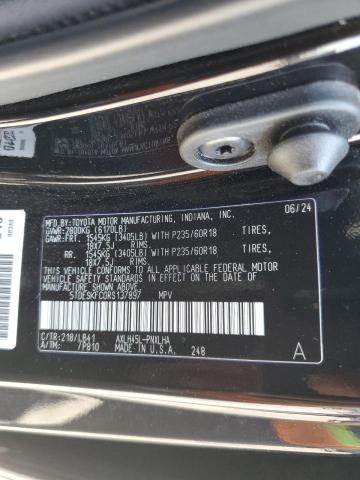 MFD.BY:TOYOTA MOTOR MANUFACTURING, INDIANA, INC. 06/24
GVWR:2800KG (6170LB)
GAWR:FRT. 1545KG (3405LB) WITH P235/60R18 TIRES,
18X7.5J RIMS,
RR. 1545KG (3405LB) WITH P235/60R18 TIRES,
18X7.5J RIMS.
THIS VEHICLE CONFORMS TO ALL APPLICABLE FEDERAL MOTOR
VEHICLE SAFETY STANDARDS IN EFFECT ON THE DATE OF
MANUFACTURE SHOWN ABOVE.
5TDESKFC0RS137897 MPV
C/TR:218/LB41 AXLH45L-PNXLHA
A/TM: /P810 MADE IN U.S.A. 248 A